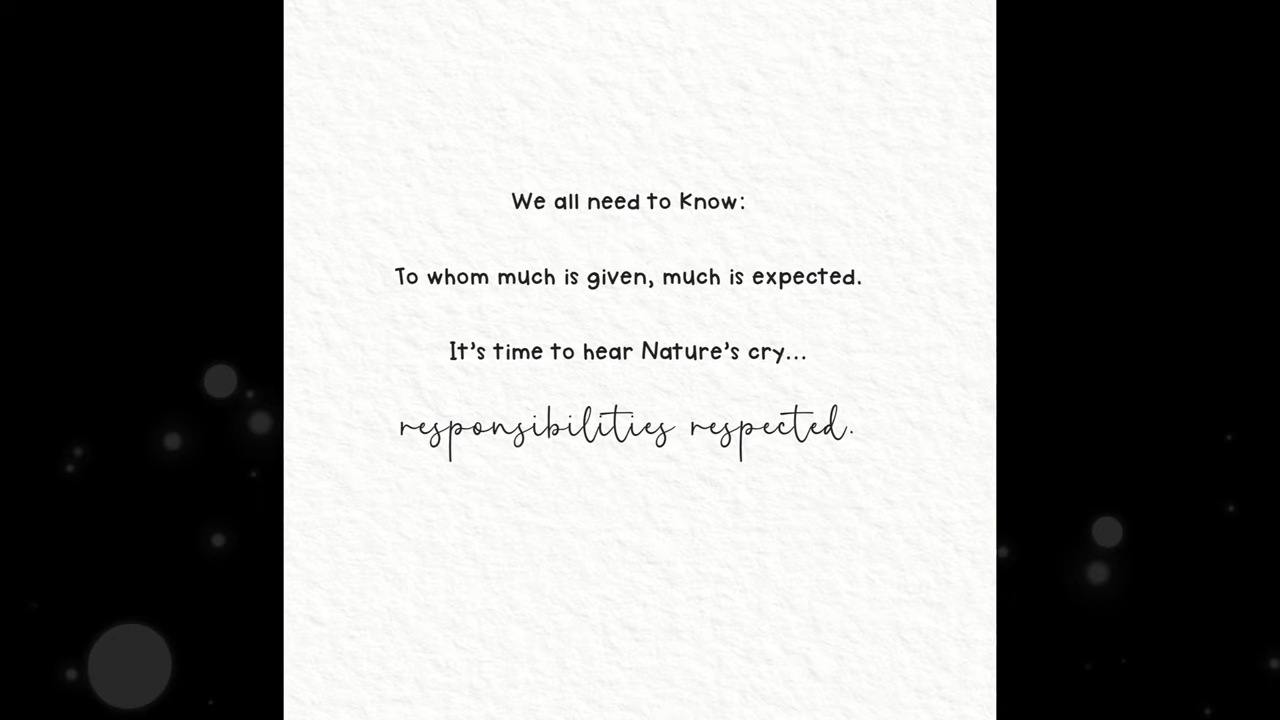 We all need to Know:
To whom much is given, much is expected.
It's time to hear Nature's cry...
responsibilities respected.